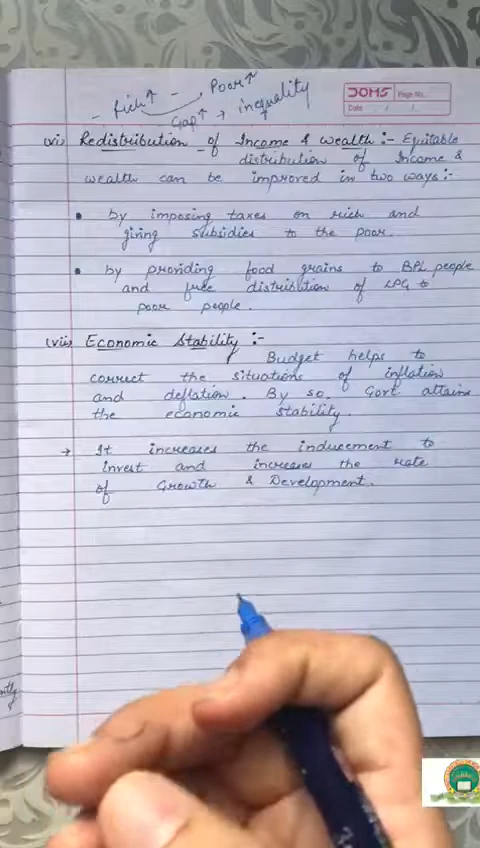 - Rich↑ - Poor↑
Gap↑ → inequality
DOMS Page No.
Date / /
(vi) Redistribution of Income & Wealth :- Equitable
distribution of Income &
wealth can be improved in two ways:-
• by imposing taxes on rich and
giving subsidies to the poor.
• by providing food grains to BPL people
and free distribution of LPG to
poor people.
(vii) Economic Stability :-
Budget helps to
correct the situations of inflation
and deflation. By so, Govt attains
the economic stability.
→ It increases the inducement to
invest and increases the rate
of Growth & Development.